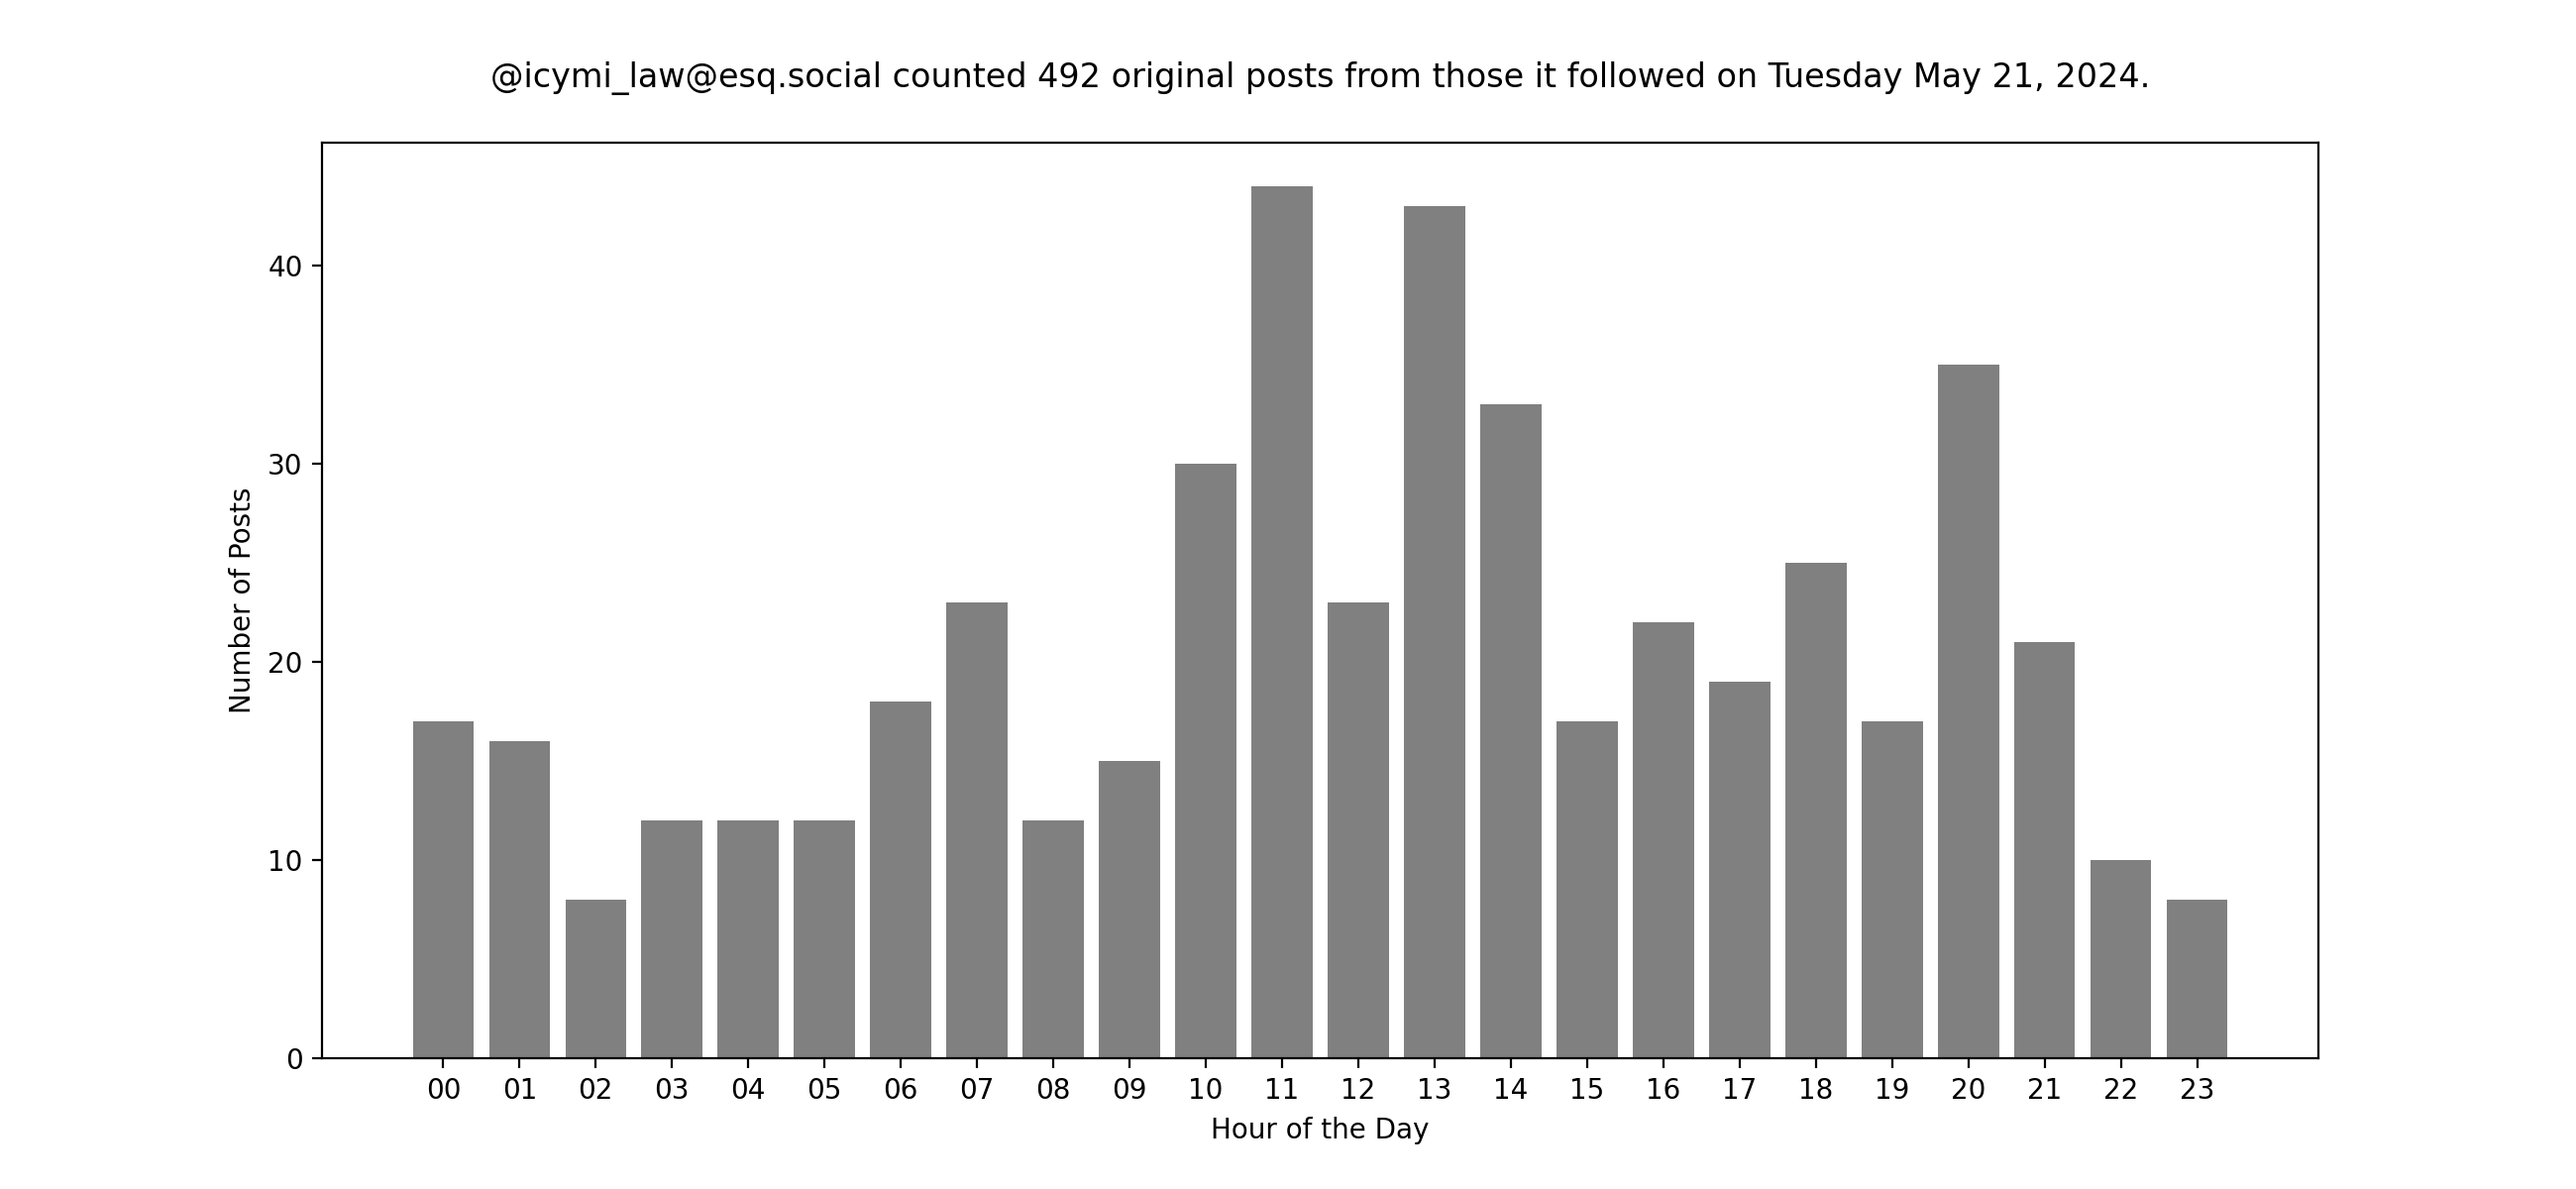 @icymi_law@esq.social counted 492 original posts from those it followed on Tuesday May 21, 2024.
40
30
20
10
0
Number of Posts
00 01 02 03 04 05 06 07 08 09 10 11 12 13 14 15 16 17 18 19 20 21 22 23
Hour of the Day